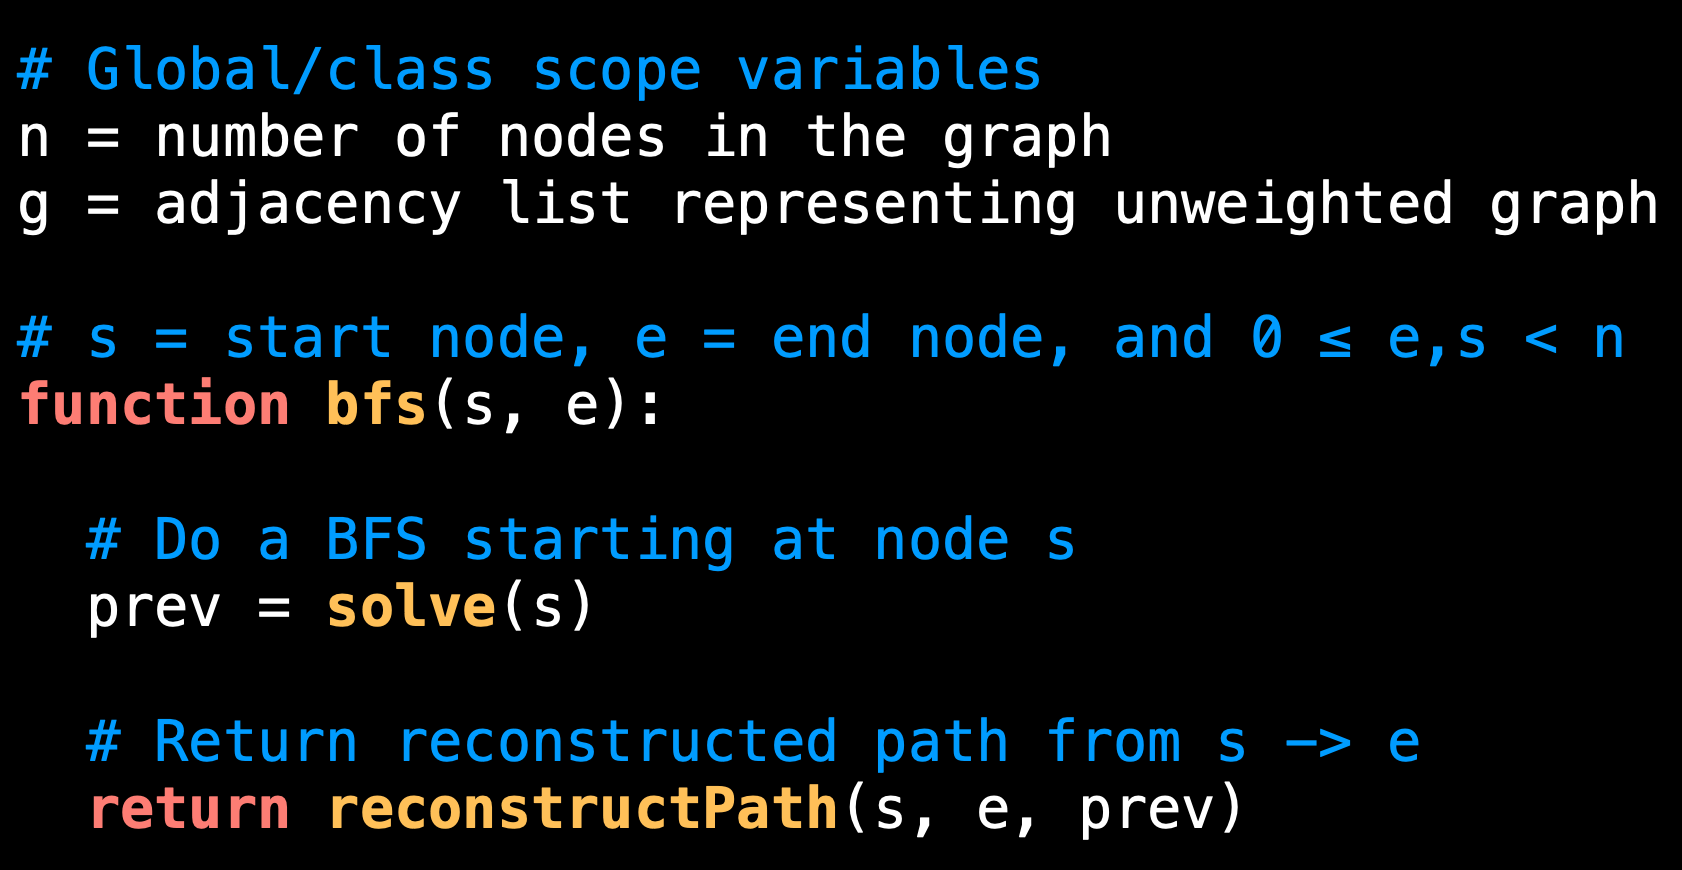 # Global/class scope variables
n = number of nodes in the graph
g = adjacency list representing unweighted graph
# s = start node, e = end node, and 0 ≤ e,s < n
function bfs(s, e):
# Do a BFS starting at node s
prev = solve(s)
# Return reconstructed path from s −> e
return reconstructPath(s, e, prev)